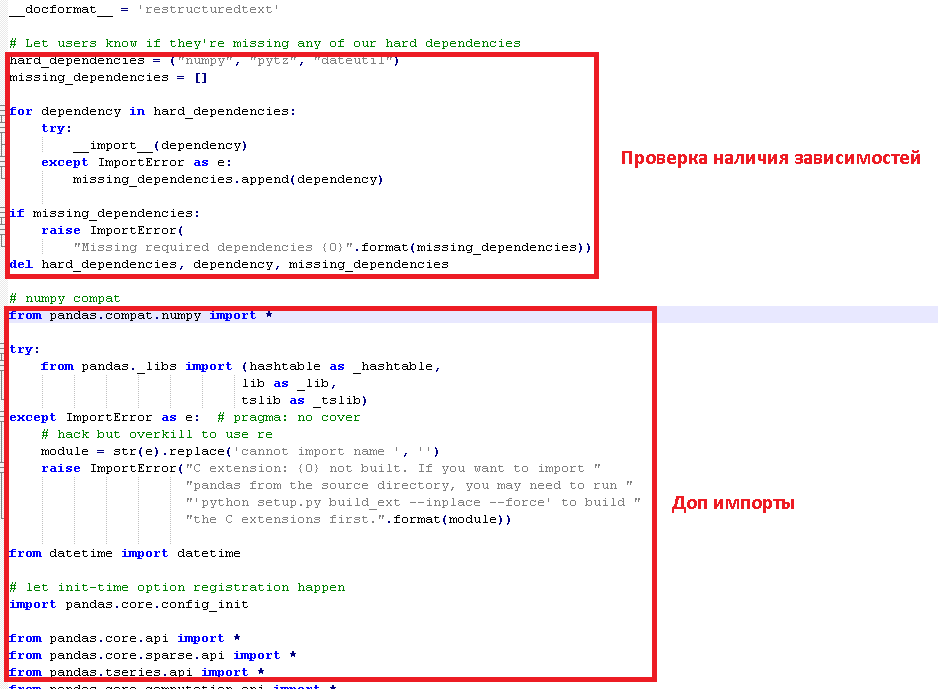 __docformat__ = 'restructuredtext'
# Let users know if they're missing any of our hard dependencies
hard_dependencies = ("numpy", "pytz", "dateutil")
missing_dependencies = []
for dependency in hard_dependencies:
    try:
        __import__(dependency)
    except ImportError as e:
        missing_dependencies.append(dependency)
Проверка наличия зависимостей
if missing_dependencies:
    raise ImportError(
        "Missing required dependencies {0}".format(missing_dependencies))
del hard_dependencies, dependency, missing_dependencies
# numpy compat
from pandas.compat.numpy import *
try:
    from pandas._libs import (hashtable as _hashtable,
                             lib as _lib,
                             tslib as _tslib)
except ImportError as e:  # pragma: no cover
    # hack but overkill to use re
    module = str(e).replace('cannot import name ', '')
    raise ImportError("C extension: {0} not built. If you want to import "
                      "pandas from the source directory, you may need to run "
                      "'python setup.py build_ext --inplace --force' to build "
                      "the C extensions first.".format(module))
Доп импорты
from datetime import datetime
# let init-time option registration happen
import pandas.core.config_init
from pandas.core.api import *
from pandas.core.sparse.api import *
from pandas.tseries.api import *
from pandas.core.computation.api import *